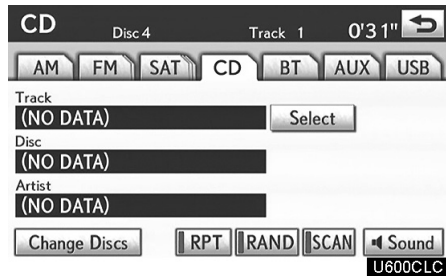 CD Disc 4 Track 1 0'31"
AM FM SAT CD BT AUX USB
Track
(NO DATA) Select
Disc
(NO DATA)
Artist
(NO DATA)
Change Discs RPT RAND SCAN Sound
U600CLC